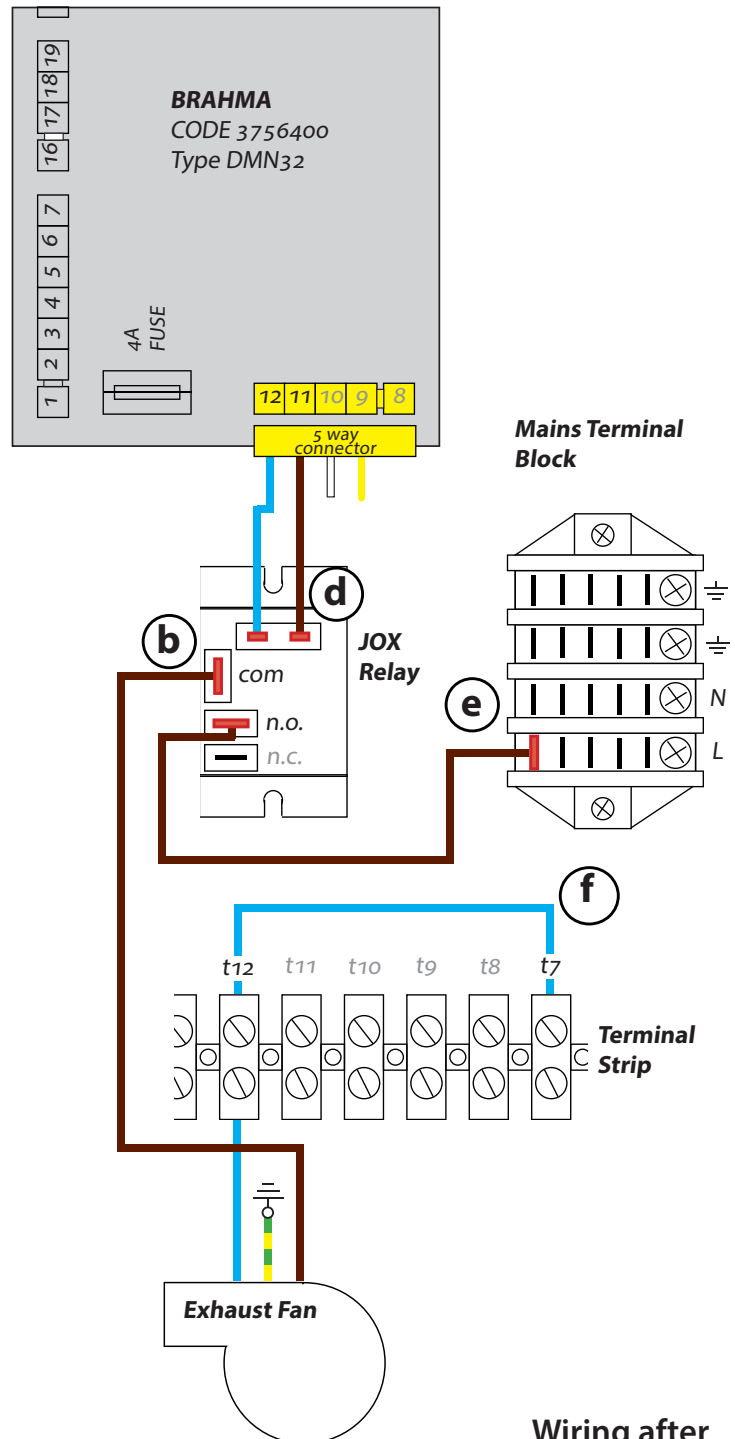 BRAHMA
CODE 3756400
Type DMN32
19
18
17
16
7
6
5
4
3
2
1
4A
FUSE
12 11 10 9 8
5 way
connector
Mains Terminal
Block
d
b
JOX
Relay
com
n.o.
n.c.
e
N
L
f
t12 t11 t10 t9 t8 t7
Terminal
Strip
Exhaust Fan
Wiring after